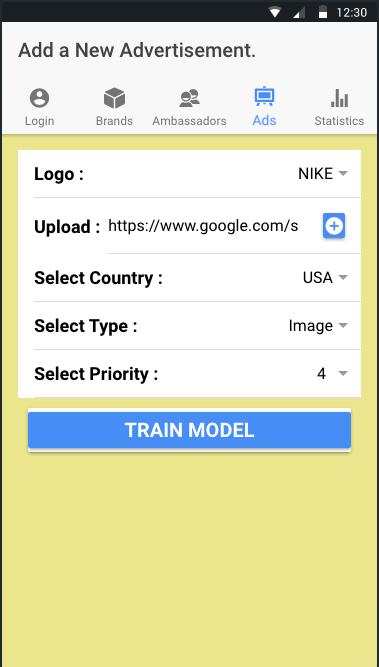 12:30
Add a New Advertisement.
Login Brands Ambassadors Ads Statistics
Logo : NIKE
Upload : https://www.google.com/s
Select Country : USA
Select Type : Image
Select Priority : 4
TRAIN MODEL